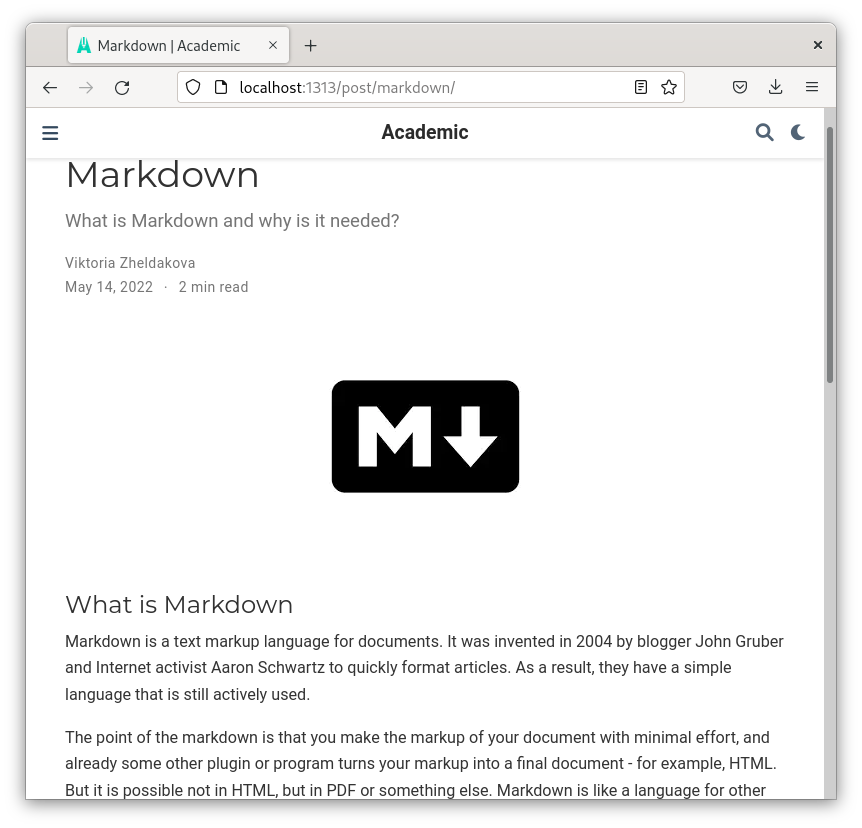 Markdown | Academic
localhost:1313/post/markdown/
Academic
Markdown
What is Markdown and why is it needed?
Viktoria Zheldakova
May 14, 2022 · 2 min read
M
What is Markdown
Markdown is a text markup language for documents. It was invented in 2004 by blogger John Gruber
and Internet activist Aaron Schwartz to quickly format articles. As a result, they have a simple
language that is still actively used.
The point of the markdown is that you make the markup of your document with minimal effort, and
already some other plugin or program turns your markup into a final document - for example, HTML.
But it is possible not in HTML, but in PDF or something else. Markdown is like a language for other